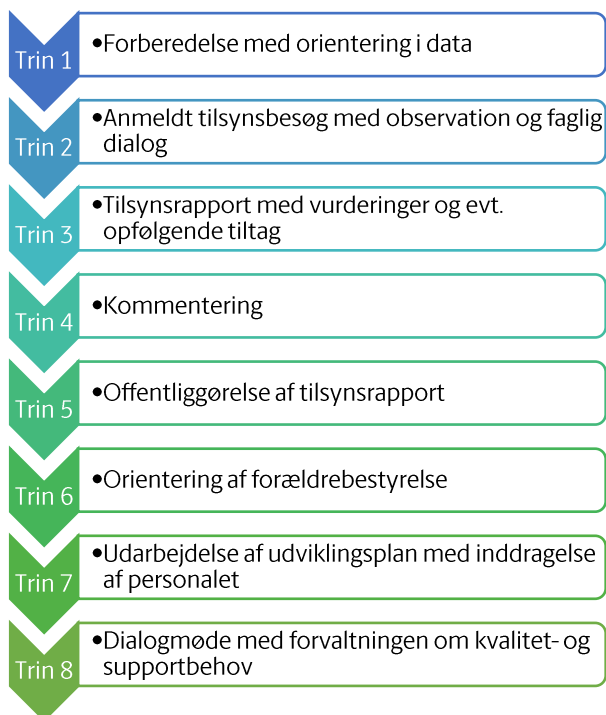 Trin 1
•Forberedelse med orientering i data
Trin 2
•Anmeldt tilsynsbesøg med observation og faglig
dialog
Trin 3
•Tilsynsrapport med vurderinger og evt.
opfølgende tiltag
Trin 4
•Kommentering
Trin 5
•Offentliggørelse af tilsynsrapport
Trin 6
•Orientering af forældrebestyrelse
Trin 7
•Udarbejdelse af udviklingsplan med inddragelse
af personalet
Trin 8
•Dialogmøde med forvaltningen om kvalitet- og
supportbehov